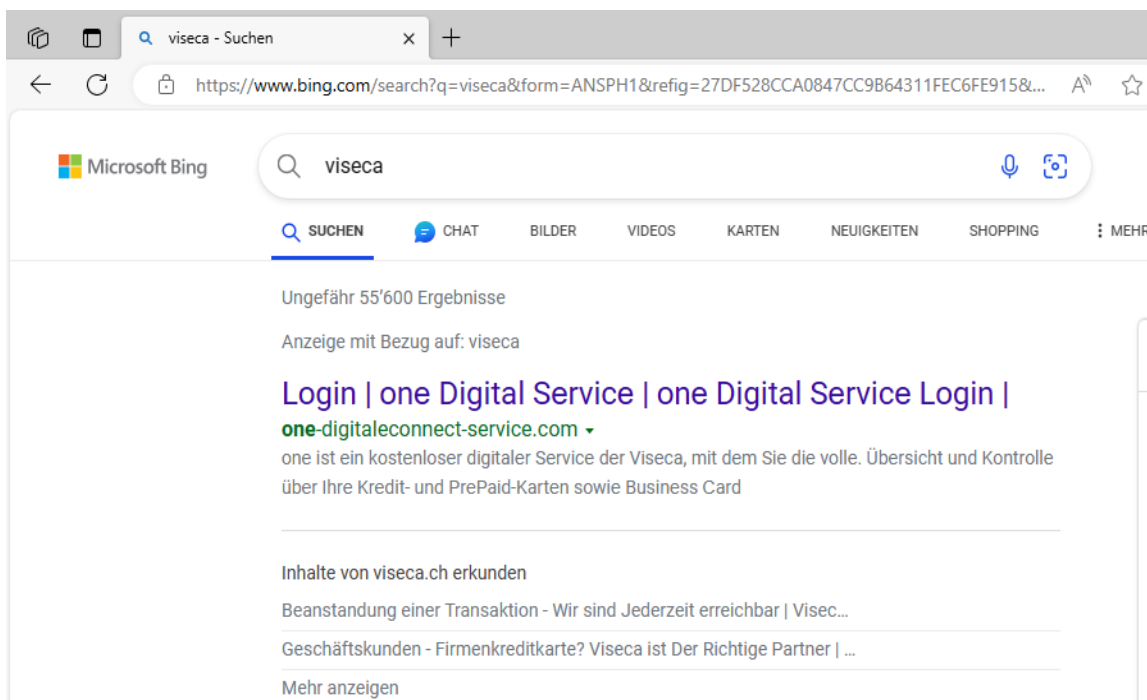 viseca - Suchen
https://www.bing.com/search?q=viseca&form=ANSPH1&refig=27DF528CCA0847CC9B64311FEC6FE915&...
Microsoft Bing
viseca
SUCHEN CHAT BILDER VIDEOS KARTEN NEUIGKEITEN SHOPPING MEHR
Ungefähr 55'600 Ergebnisse
Anzeige mit Bezug auf: viseca
Login | one Digital Service | one Digital Service Login |
one-digitaleconnect-service.com
one ist ein kostenloser digitaler Service der Viseca, mit dem Sie die volle. Übersicht und Kontrolle
über Ihre Kredit- und PrePaid-Karten sowie Business Card
Inhalte von viseca.ch erkunden
Beanstandung einer Transaktion - Wir sind Jederzeit erreichbar | Visec...
Geschäftskunden - Firmenkreditkarte? Viseca ist Der Richtige Partner | ...
Mehr anzeigen